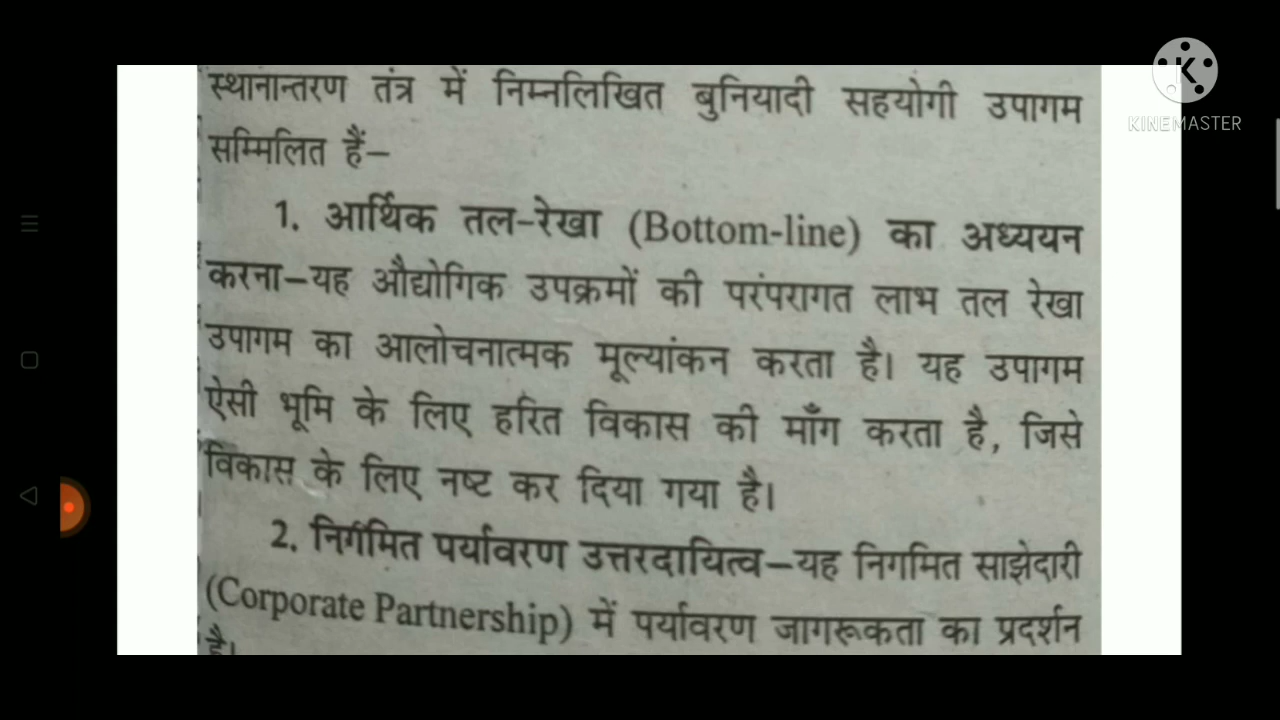 स्थानान्तरण तंत्र में निम्नलिखित बुनियादी सहयोगी उपागम
सम्मिलित हैं–
1. आर्थिक तल-रेखा (Bottom-line) का अध्ययन
करना–यह औद्योगिक उपक्रमों की परंपरागत लाभ तल रेखा
उपागम का आलोचनात्मक मूल्यांकन करता है। यह उपागम
ऐसी भूमि के लिए हरित विकास की माँग करता है, जिसे
विकास के लिए नष्ट कर दिया गया है।
2. निर्गमित पर्यावरण उत्तरदायित्व–यह निगमित साझेदारी
(Corporate Partnership) में पर्यावरण जागरूकता का प्रदर्शन
है।
K
KINEMASTER